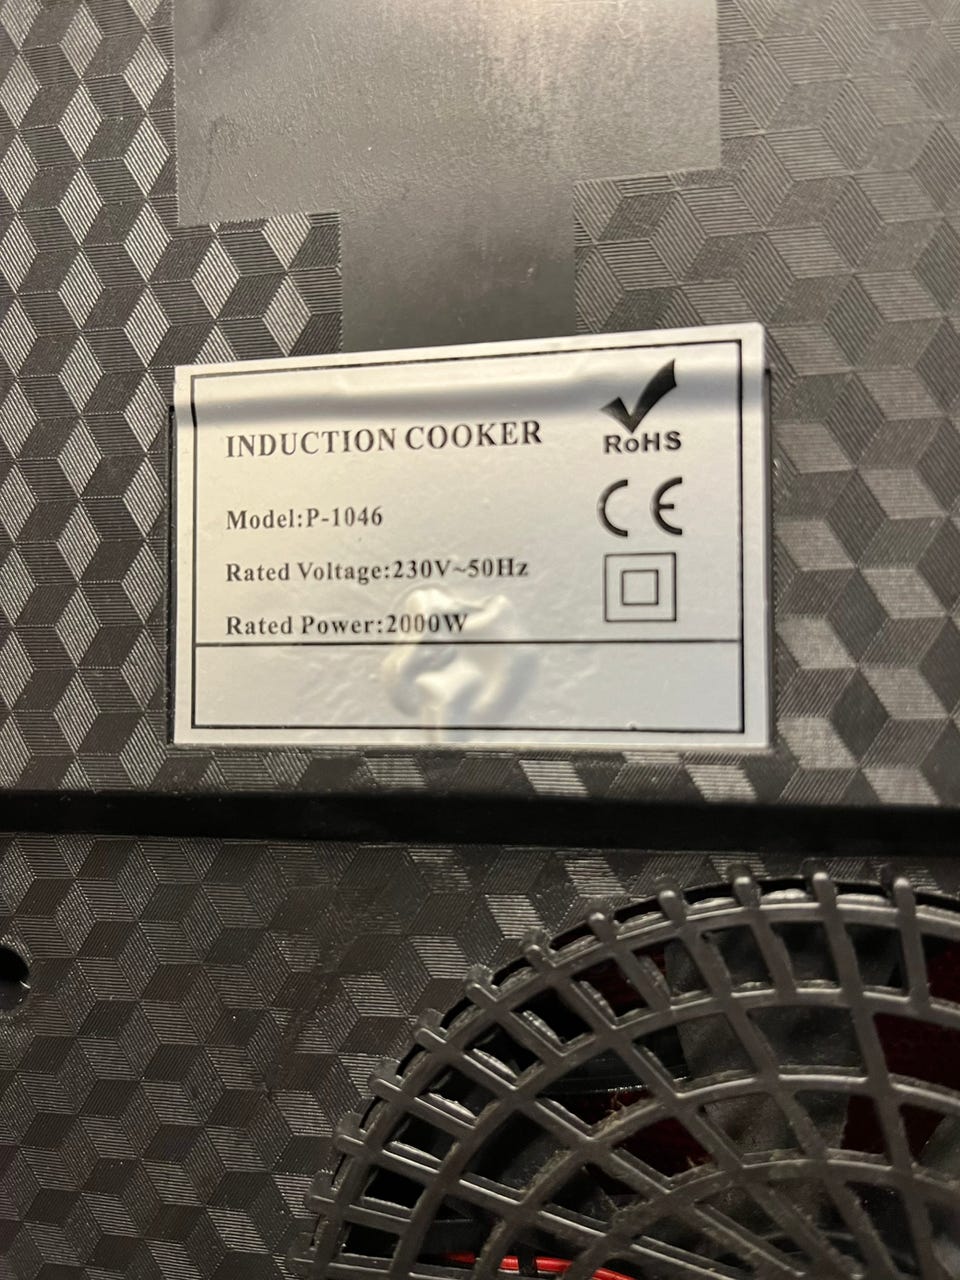 INDUCTION COOKER
RoHS
CE
Model:P-1046
Rated Voltage:230V~50Hz
Rated Power:2000W